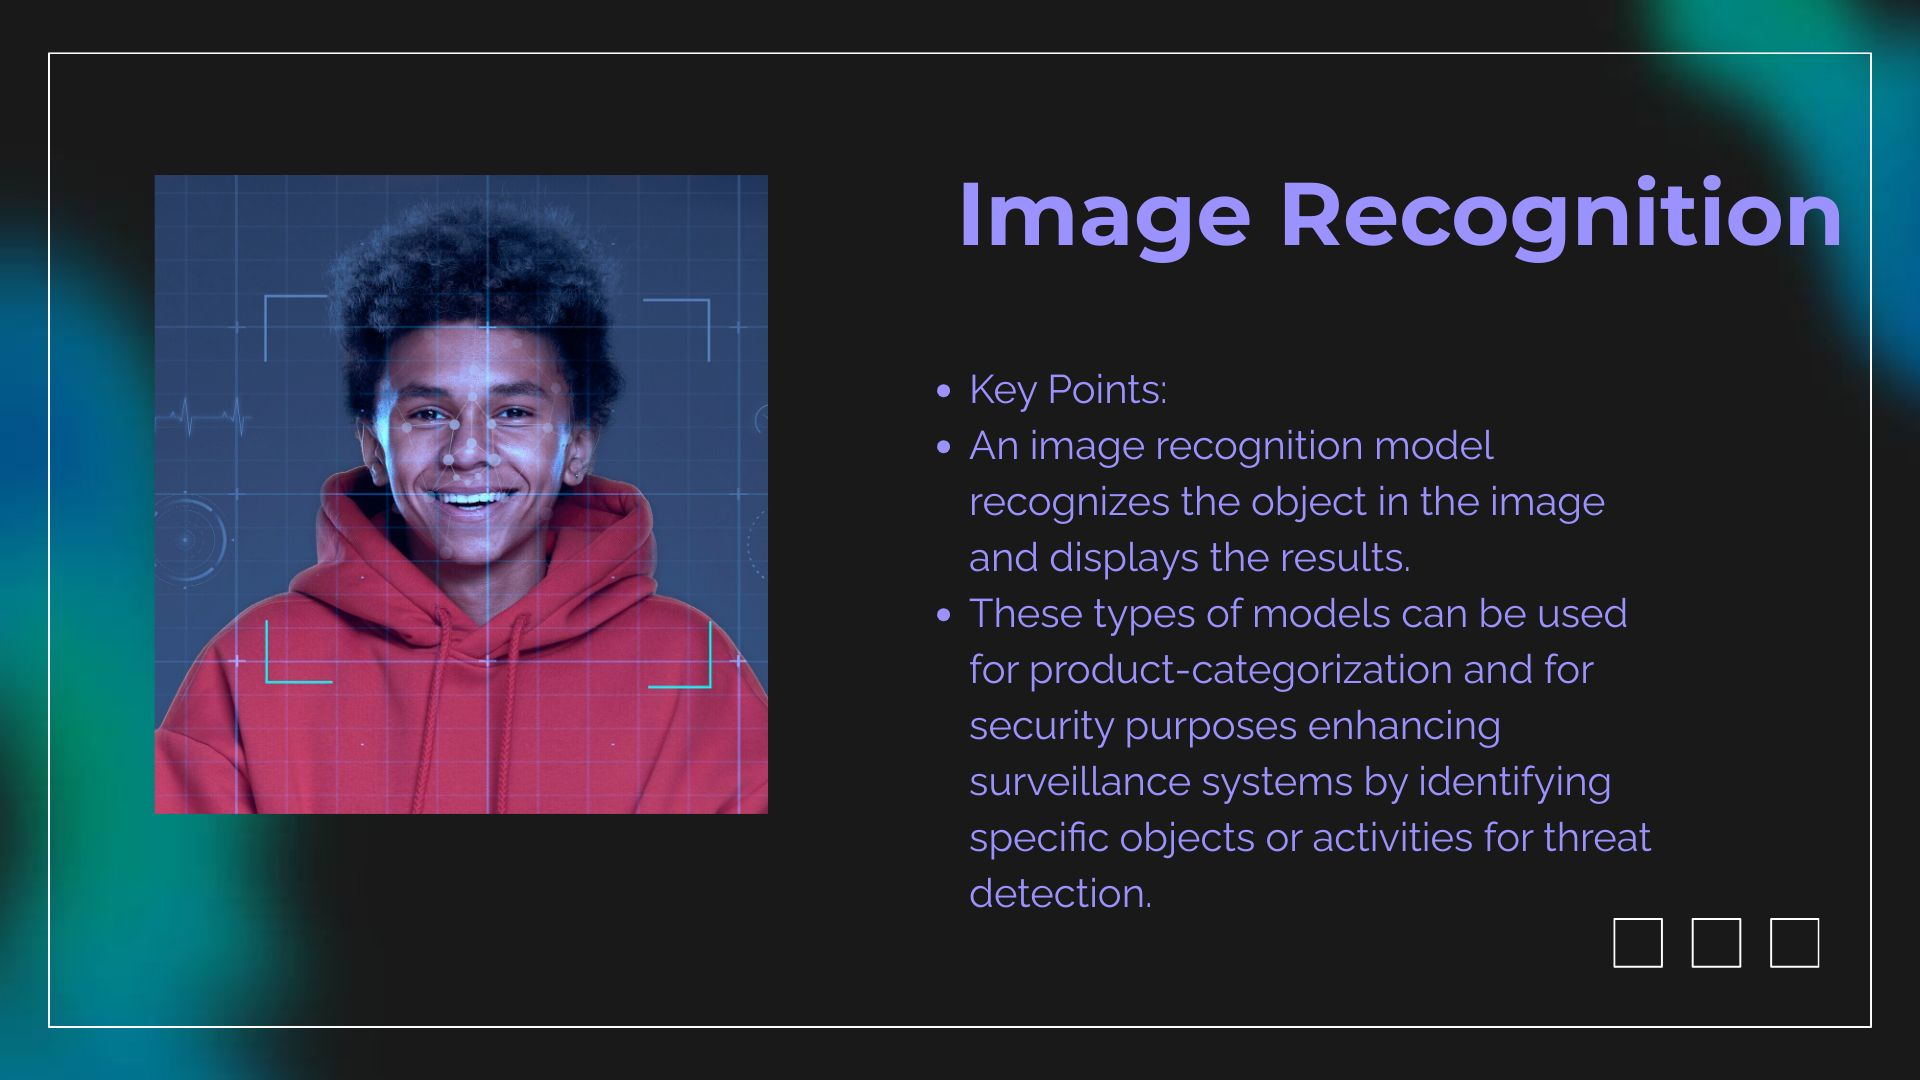 Image Recognition
• Key Points:
• An image recognition model
recognizes the object in the image
and displays the results.
• These types of models can be used
for product-categorization and for
security purposes enhancing
surveillance systems by identifying
specific objects or activities for threat
detection.